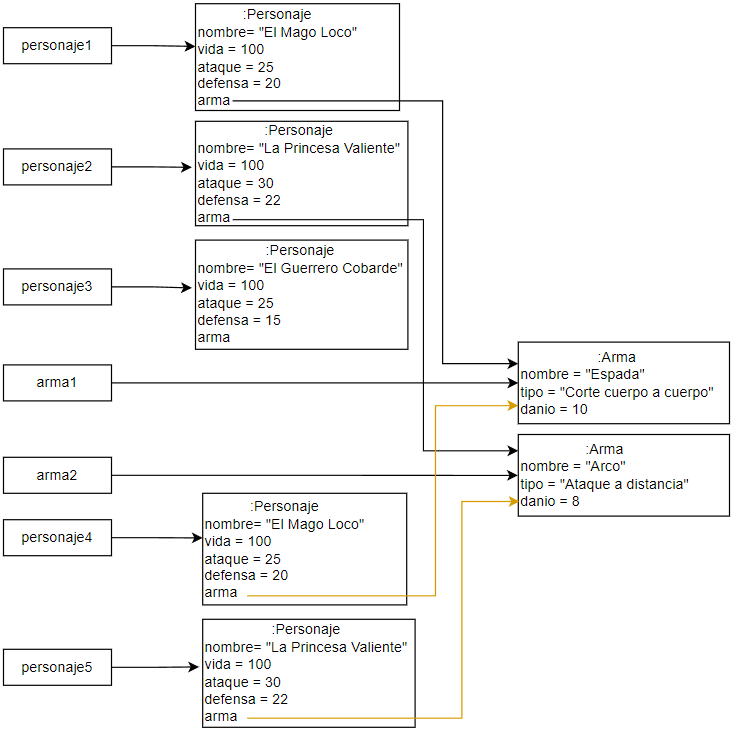 personaje1
:Personaje
nombre= "El Mago Loco"
vida = 100
ataque = 25
defensa = 20
arma
personaje2
:Personaje
nombre= "La Princesa Valiente"
vida = 100
ataque = 30
defensa = 22
arma
personaje3
:Personaje
nombre= "El Guerrero Cobarde"
vida = 100
ataque = 25
defensa = 15
arma
arma1
:Arma
nombre = "Espada"
tipo = "Corte cuerpo a cuerpo"
danio = 10
arma2
:Arma
nombre = "Arco"
tipo = "Ataque a distancia"
danio = 8
personaje4
:Personaje
nombre= "El Mago Loco"
vida = 100
ataque = 25
defensa = 20
arma
personaje5
:Personaje
nombre= "La Princesa Valiente"
vida = 100
ataque = 30
defensa = 22
arma